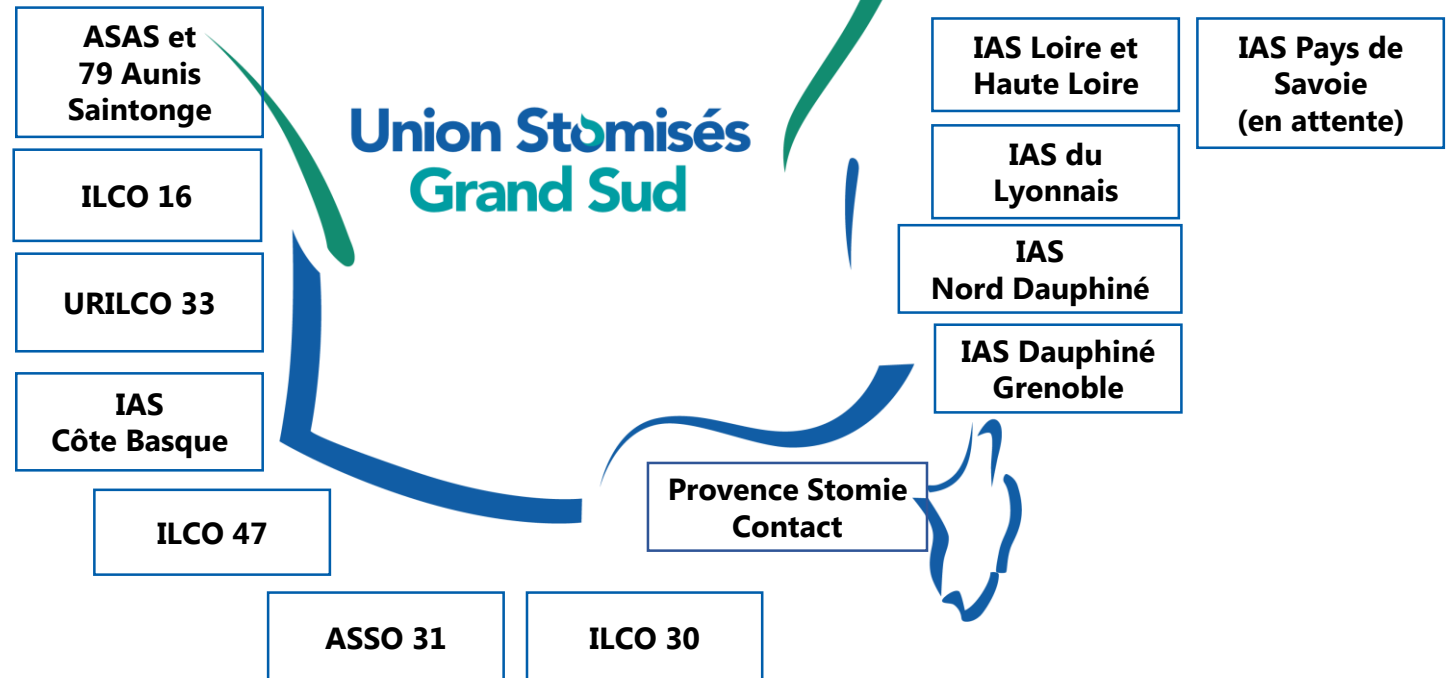 ASAS et
79 Aunis
Saintonge
ILCO 16
URILCO 33
IAS
Côte Basque
ILCO 47
ASSO 31
ILCO 30
Union Stomisés
Grand Sud
Provence Stomie
Contact
IAS Loire et
Haute Loire
IAS Pays de
Savoie
(en attente)
IAS du
Lyonnais
IAS
Nord Dauphiné
IAS Dauphiné
Grenoble